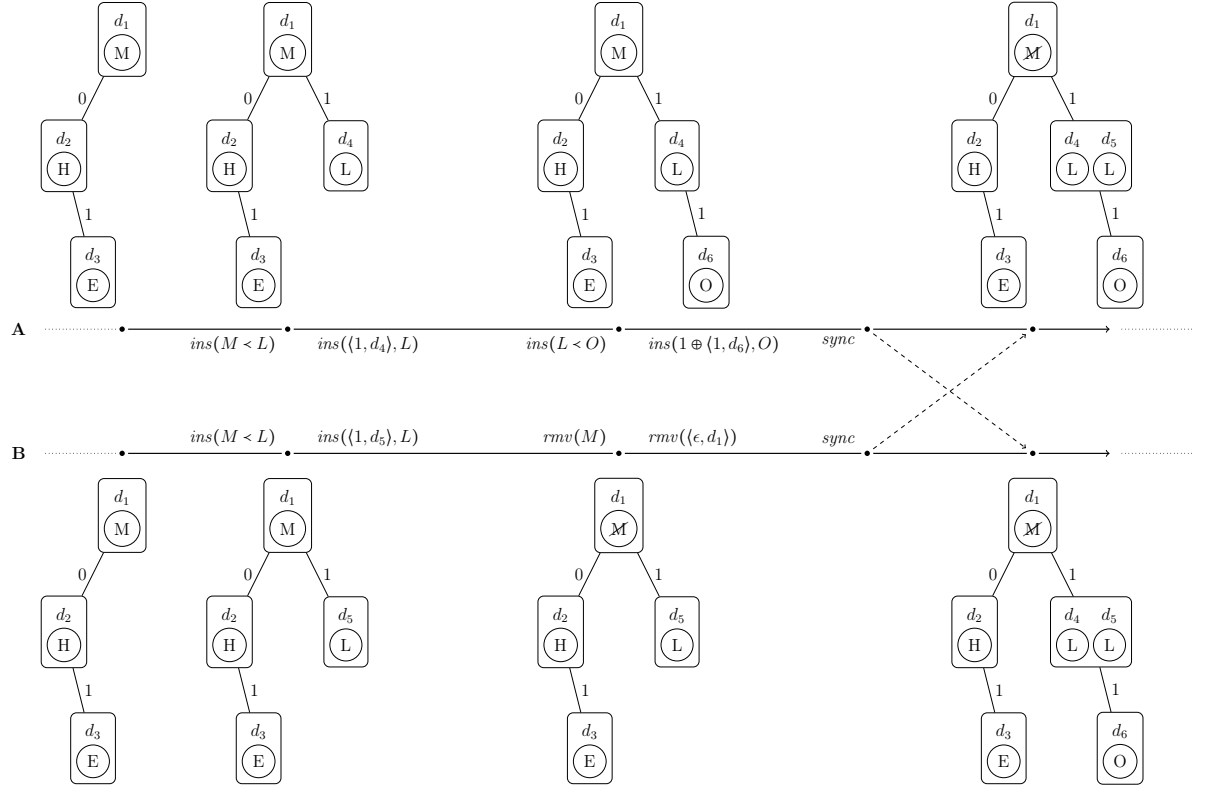 d₁ d₁ d₁ d₁
M M M M
0 0 1 0 1 0 1
d₂ d₂ d₄ d₂ d₄ d₂ d₄ d₅
H H L H L H L L
1 1 1 1 1 1
d₃ d₃ d₃ d₆ d₃ d₆
E E E O E O
A
ins(M < L) ins(⟨1, d₄⟩, L) ins(L < O) ins(1 ⊕ ⟨1, d₆⟩, O) sync
ins(M < L) ins(⟨1, d₅⟩, L) rmv(M) rmv(⟨ϵ, d₁⟩) sync
B
d₁ d₁ d₁ d₁
M M M M
0 0 1 0 1 0 1
d₂ d₂ d₅ d₂ d₅ d₂ d₄ d₅
H H L H L H L L
1 1 1 1 1
d₃ d₃ d₃ d₃ d₆
E E E E O